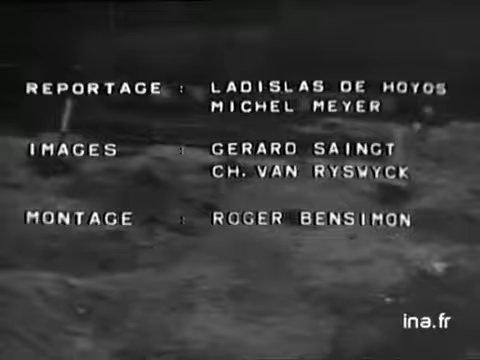 REPORTAGE : LADISLAS DE HOYOS
MICHEL MEYER
IMAGES : GERARD SAINGT
CH. VAN RYSWYCK
MONTAGE : ROGER BENSIMON
ina.fr